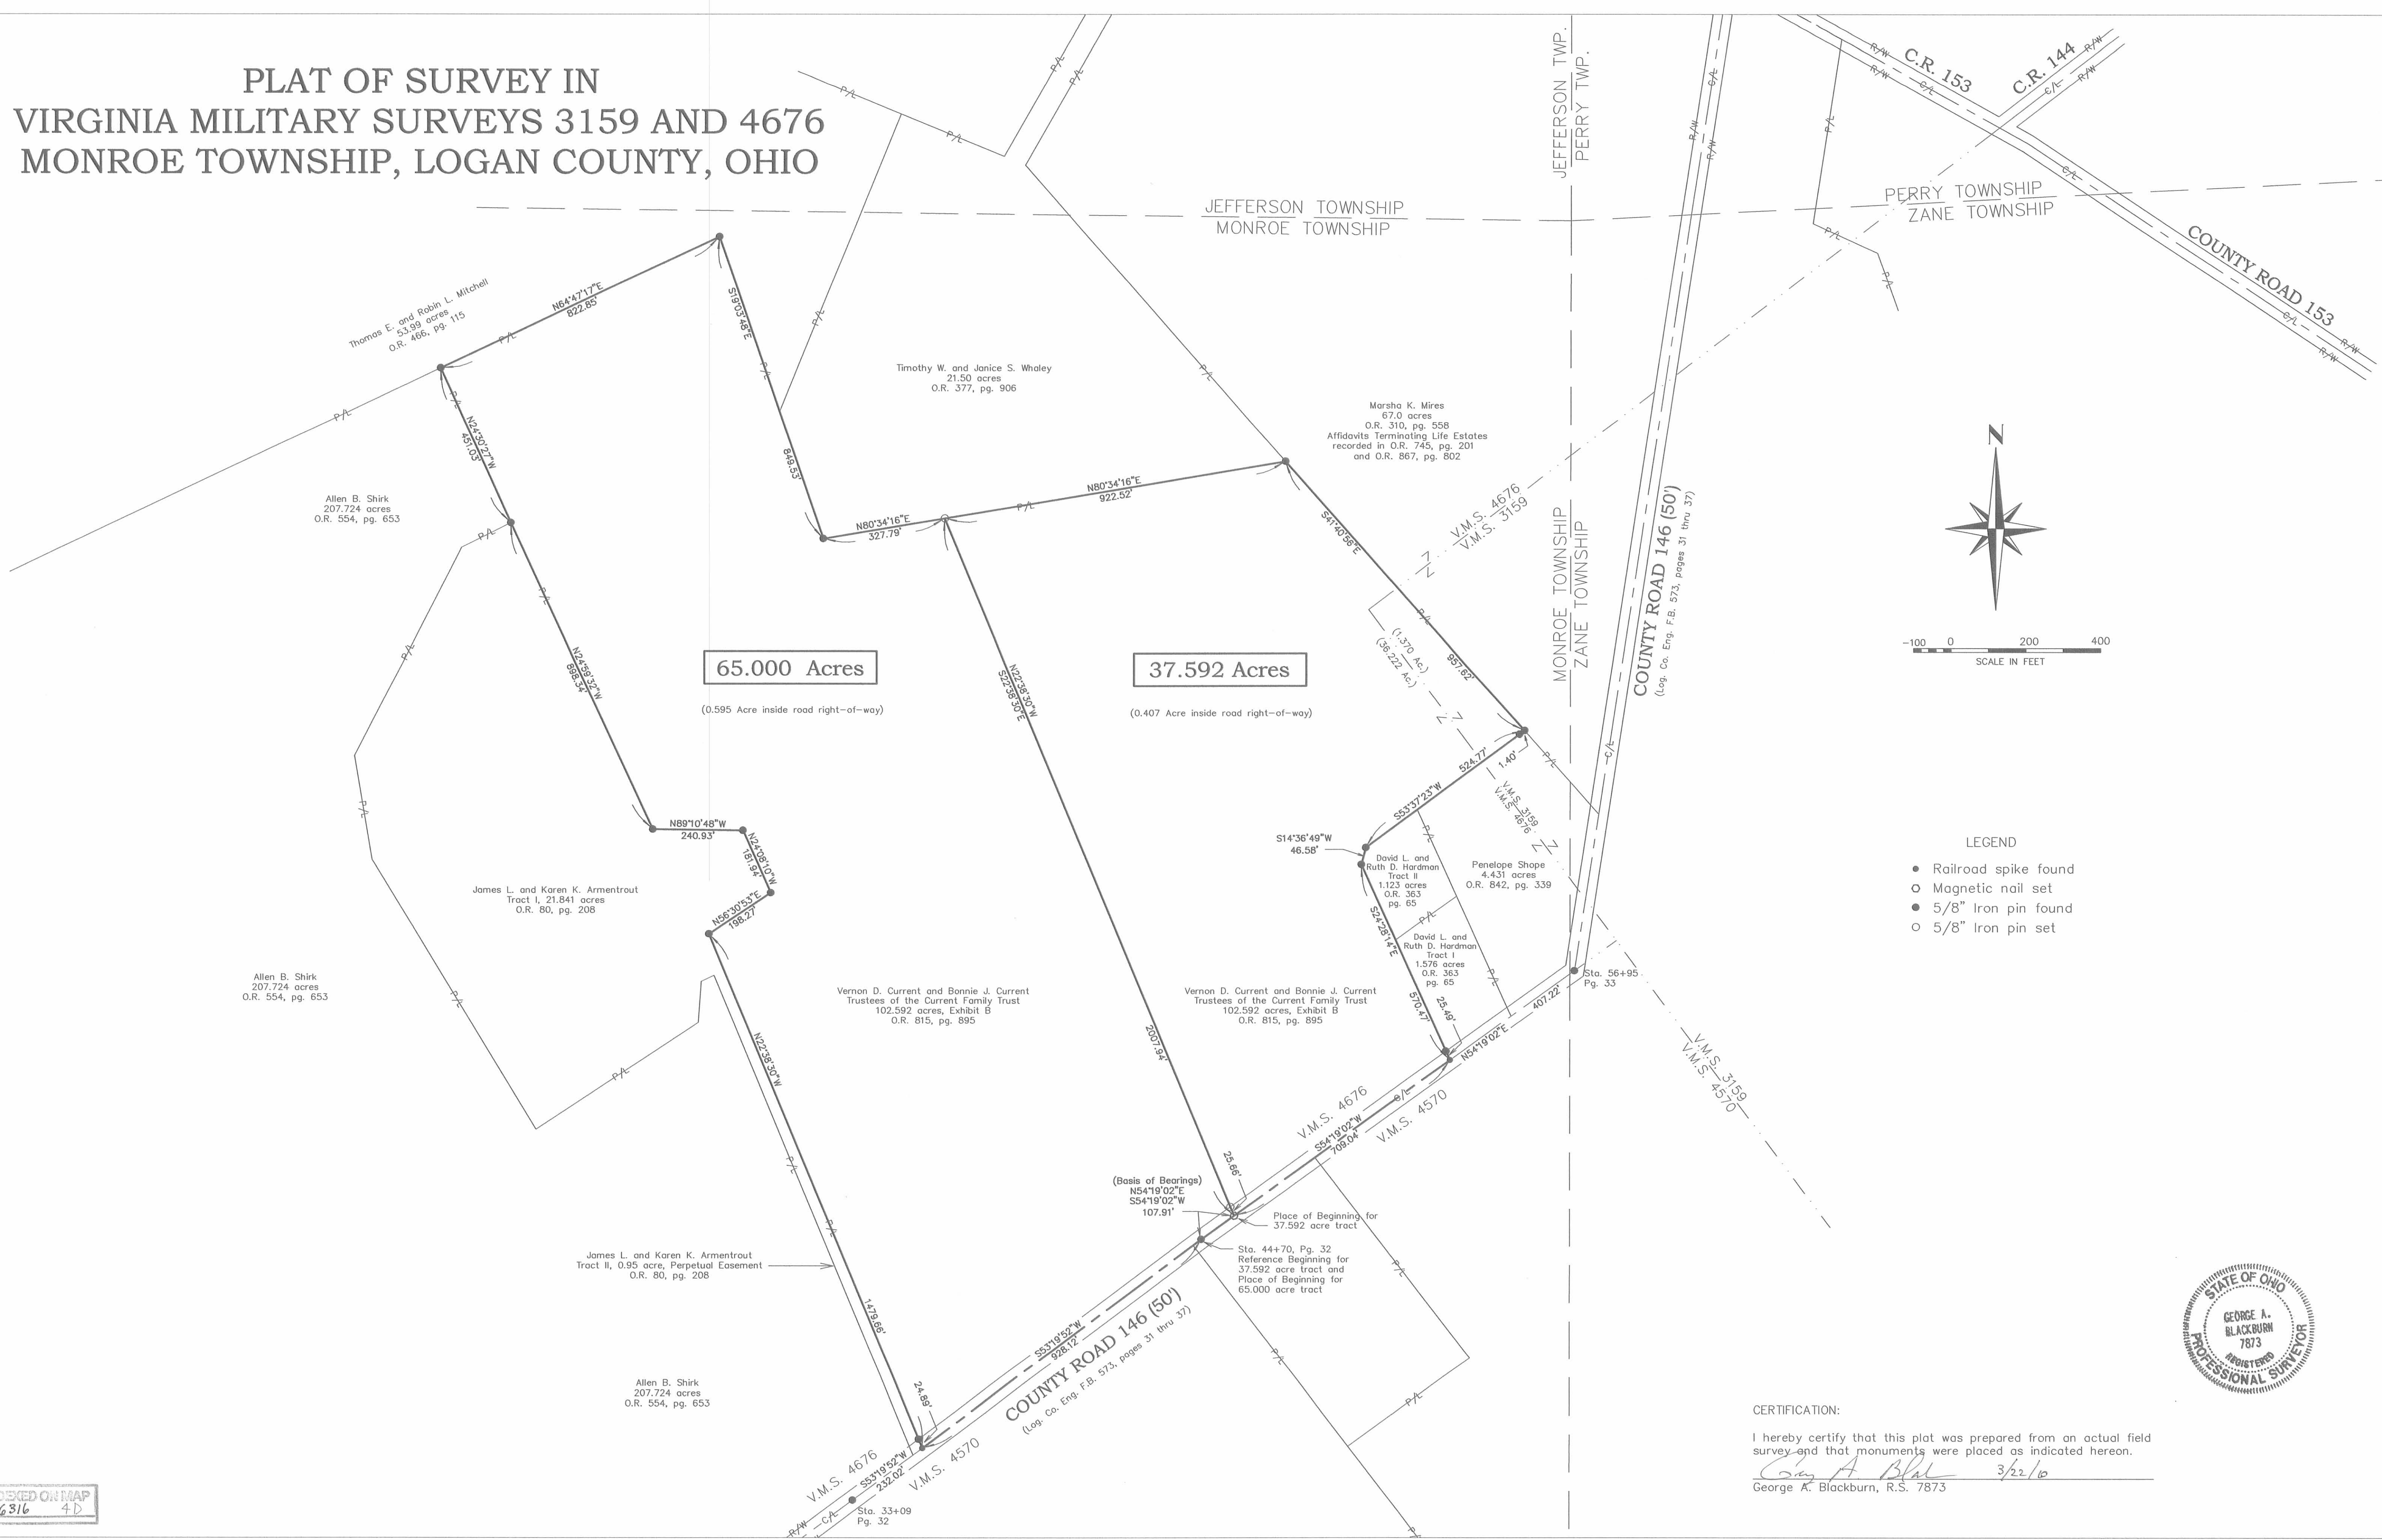 PLAT OF SURVEY IN
VIRGINIA MILITARY SURVEYS 3159 AND 4676
MONROE TOWNSHIP, LOGAN COUNTY, OHIO
P/L
P/L
P/L
P/L
JEFFERSON TWP.
PERRY TWP.
C/L
R/W
R/W
R/W
R/W
C.R. 153
C/L
C.R. 144
R/W
C/L
R/W
P/L
C/L
JEFFERSON TOWNSHIP
MONROE TOWNSHIP
PERRY TOWNSHIP
ZANE TOWNSHIP
P/L
P/L
COUNTY ROAD 153
C/L
R/W
R/W
Thomas E. and Robin L. Mitchell
53.99 acres
O.R. 466, pg. 115
N64°47'17"E
822.85'
P/L
P/L
S19°03'48"E
P/L
849.53'
P/L
Timothy W. and Janice S. Whaley
21.50 acres
O.R. 377, pg. 906
P/L
Marsha K. Mires
67.0 acres
O.R. 310, pg. 558
Affidavits Terminating Life Estates
recorded in O.R. 745, pg. 201
and O.R. 867, pg. 802
P/L
N24°30'27"W
451.03'
Allen B. Shirk
207.724 acres
O.R. 554, pg. 653
P/L
N80°34'16"E
327.79'
P/L
N80°34'16"E
922.52'
S41°40'56"E
P/L
957.62'
V.M.S. 4676
V.M.S. 3159
Z
Z
MONROE TOWNSHIP
ZANE TOWNSHIP
COUNTY ROAD 146 (50')
(Log. Co. Eng. F.B. 573, pages 31 thru 37)
N
-100 0 200 400
SCALE IN FEET
P/L
P/L
N24°59'32"W
898.34'
65.000 Acres
(0.595 Acre inside road right-of-way)
N22°38'30"W
S22°38'30"E
37.592 Acres
(0.407 Acre inside road right-of-way)
(1.370 Ac.)
(36.222 Ac.)
Z
Z
524.77'
1.40'
P/L
C/L
S53°37'23"W
V.M.S. 3159
V.M.S. 4676
Z
Z
P/L
N89°10'48"W
240.93'
N24°08'10"W
181.94'
N56°30'53"E
198.27'
S14°36'49"W
46.58'
P/L
David L. and
Ruth D. Hardman
Tract II
1.123 acres
O.R. 363
pg. 65
Penelope Shope
4.431 acres
O.R. 842, pg. 339
P/L
LEGEND
Railroad spike found
Magnetic nail set
5/8" Iron pin found
5/8" Iron pin set
James L. and Karen K. Armentrout
Tract I, 21.841 acres
O.R. 80, pg. 208
S24°28'14"E
570.47'
David L. and
Ruth D. Hardman
Tract I
1.576 acres
O.R. 363
pg. 65
P/L
25.49'
407.22'
N54°19'02"E
Sta. 56+95
Pg. 33
Allen B. Shirk
207.724 acres
O.R. 554, pg. 653
P/L
P/L
Vernon D. Current and Bonnie J. Current
Trustees of the Current Family Trust
102.592 acres, Exhibit B
O.R. 815, pg. 895
Vernon D. Current and Bonnie J. Current
Trustees of the Current Family Trust
102.592 acres, Exhibit B
O.R. 815, pg. 895
N22°38'30"W
2007.94'
V.M.S. 3159
V.M.S. 4570
V.M.S. 4676
C/L
V.M.S. 4570
S54°19'02"W
709.04'
P/L
P/L
25.66'
(Basis of Bearings)
N54°19'02"E
S54°19'02"W
107.91'
Place of Beginning for
37.592 acre tract
Sta. 44+70, Pg. 32
Reference Beginning for
37.592 acre tract and
Place of Beginning for
65.000 acre tract
P/L
James L. and Karen K. Armentrout
Tract II, 0.95 acre, Perpetual Easement
O.R. 80, pg. 208
1479.66'
S53°19'52"W
928.12'
COUNTY ROAD 146 (50')
(Log. Co. Eng. F.B. 573, pages 31 thru 37)
P/L
P/L
Allen B. Shirk
207.724 acres
O.R. 554, pg. 653
24.89'
V.M.S. 4676
S53°19'52"W
232.02'
V.M.S. 4570
Sta. 33+09
Pg. 32
R/W
C/L
P/L
STATE OF OHIO
GEORGE A.
BLACKBURN
7873
REGISTERED
PROFESSIONAL SURVEYOR
CERTIFICATION:
I hereby certify that this plat was prepared from an actual field
survey and that monuments were placed as indicated hereon.
3/22/10
George A. Blackburn, R.S. 7873
ON MAP
6316 4D